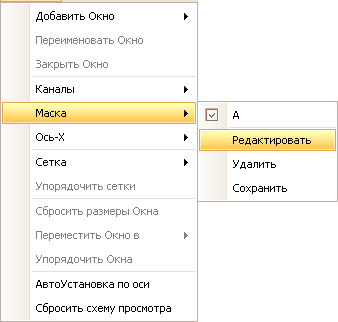 Добавить Окно
Переименовать Окно
Закрыть Окно
Каналы
Маска
Ось-X
Сетка
Упорядочить сетки
Сбросить размеры Окна
Переместить Окно в
Упорядочить Окна
АвтоУстановка по оси
Сбросить схему просмотра
А
Редактировать
Удалить
Сохранить